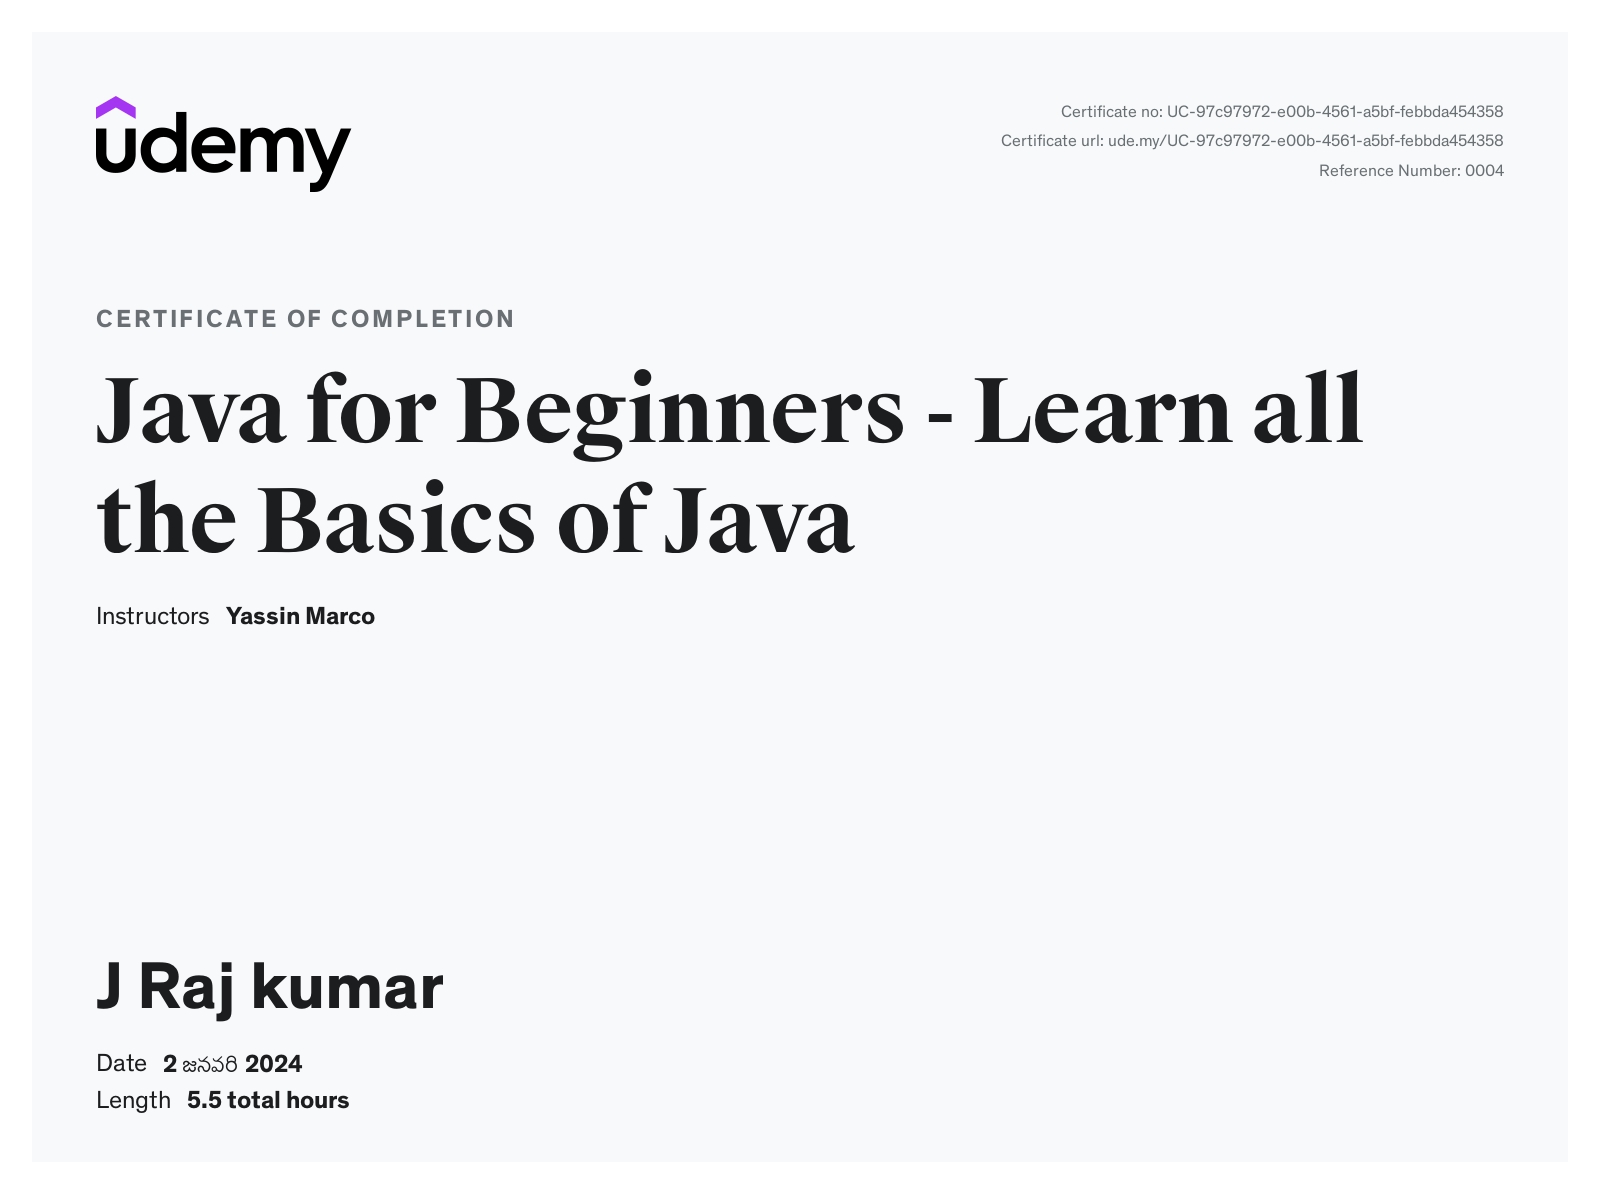 udemy
Certificate no: UC-97c97972-e00b-4561-a5bf-febbda454358
Certificate url: ude.my/UC-97c97972-e00b-4561-a5bf-febbda454358
Reference Number: 0004
CERTIFICATE OF COMPLETION
Java for Beginners - Learn all
the Basics of Java
Instructors Yassin Marco
J Raj kumar
Date 2 జనవరి 2024
Length 5.5 total hours